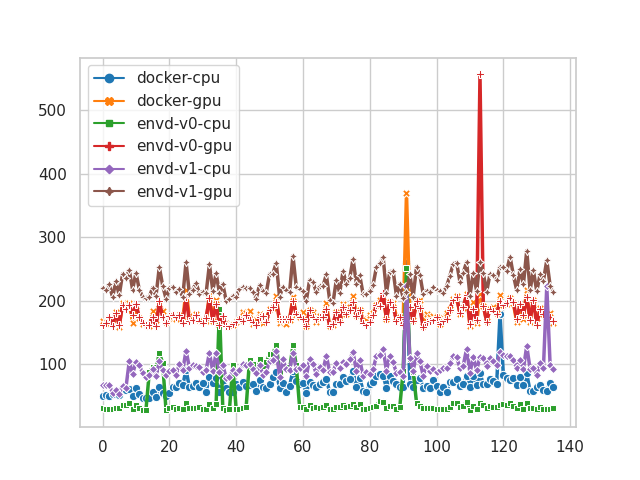 docker-cpu
docker-gpu
envd-v0-cpu
envd-v0-gpu
envd-v1-cpu
envd-v1-gpu
500
400
300
200
100
0 20 40 60 80 100 120 140